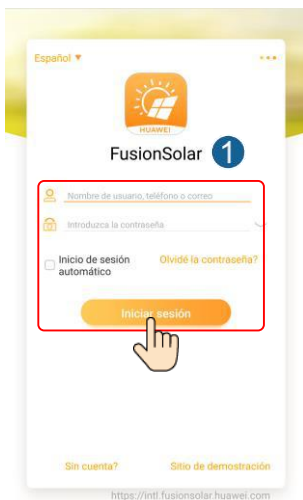 Español ▼
HUAWEI
FusionSolar 1
Nombre de usuario, teléfono o correo
Introduzca la contraseña
Inicio de sesión automático
Olvidé la contraseña?
Iniciar sesión
Sin cuenta?
Sitio de demostración
https://intl.fusionsolar.huawei.com